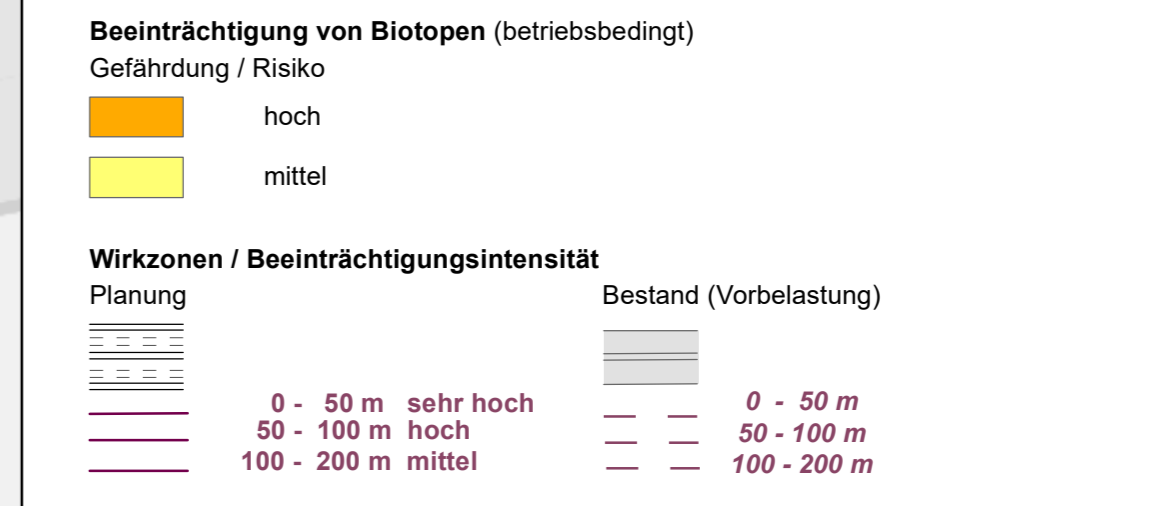 Beeinträchtigung von Biotopen (betriebsbedingt)
Gefährdung / Risiko
hoch
mittel
Wirkzonen / Beeinträchtigungsintensität
Planung
Bestand (Vorbelastung)
0 - 50 m sehr hoch
50 - 100 m hoch
100 - 200 m mittel
0 - 50 m
50 - 100 m
100 - 200 m